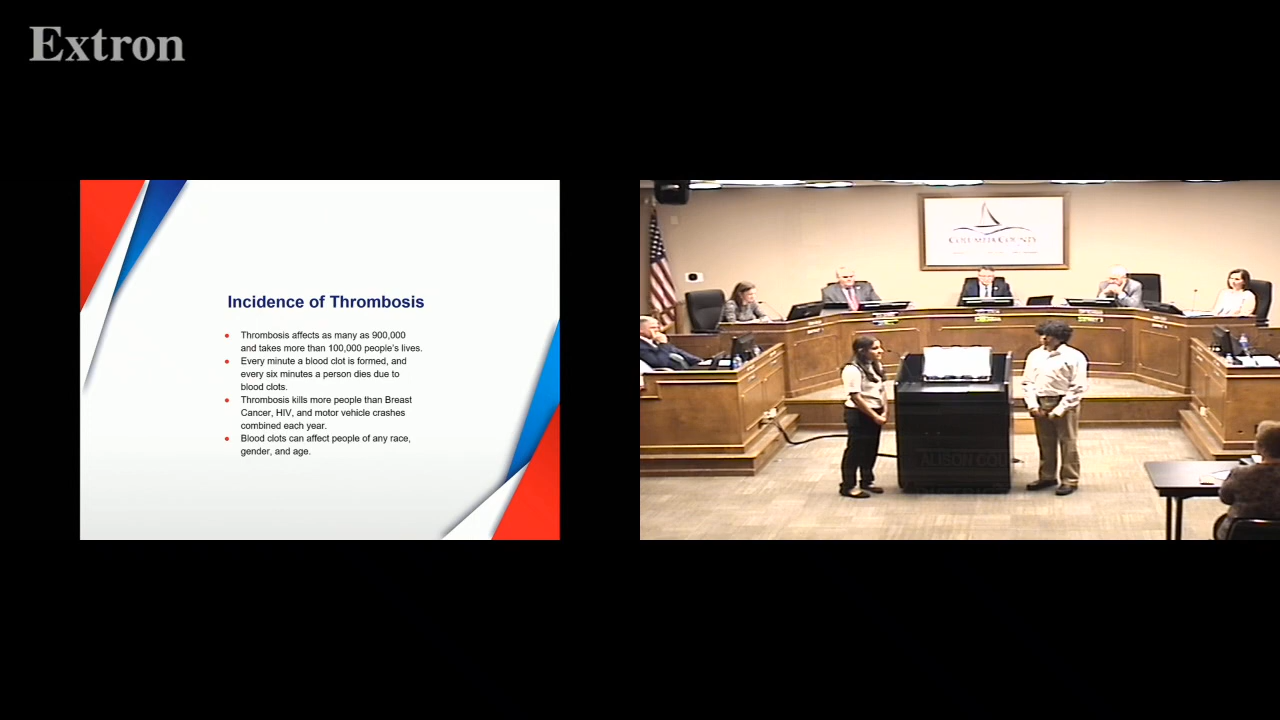 Extron
Incidence of Thrombosis
● Thrombosis affects as many as 900,000
and takes more than 100,000 people's lives.
● Every minute a blood clot is formed, and
every six minutes a person dies due to
blood clots.
● Thrombosis kills more people than Breast
Cancer, HIV, and motor vehicle crashes
combined each year.
● Blood clots can affect people of any race,
gender, and age.
COLUMBIA COUNTY